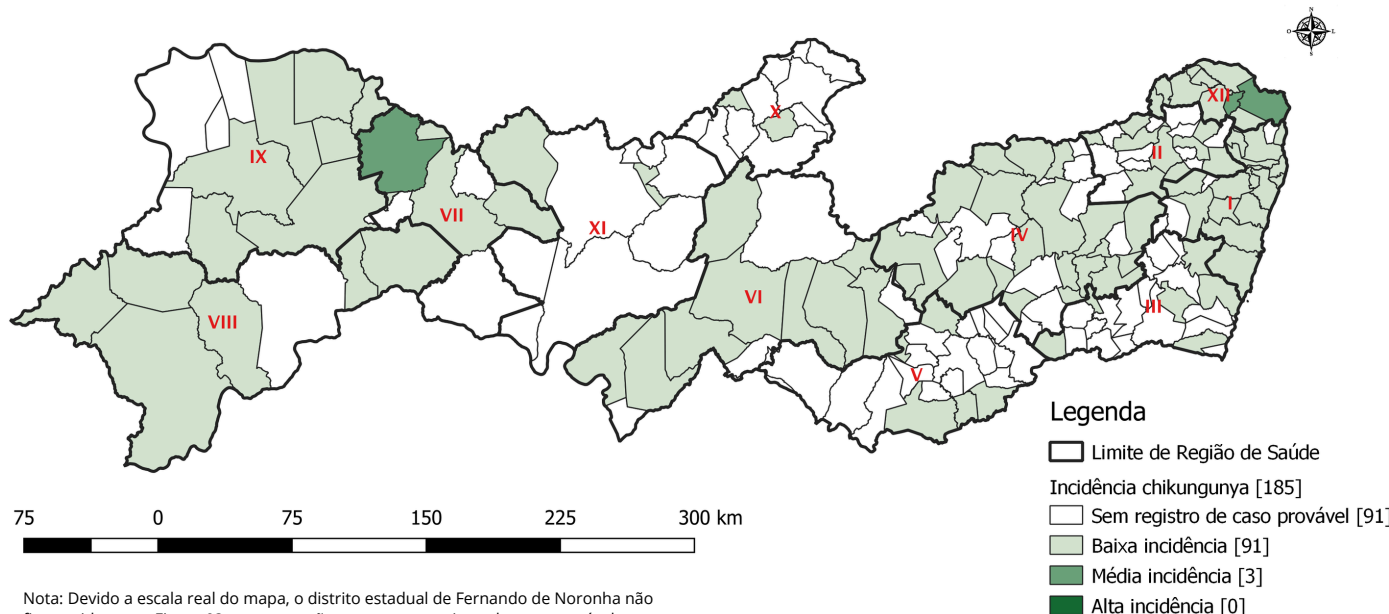 N
O
L
S
XII
X
II
IX
I
VII
XI
IV
VI
III
VIII
V
Legenda
Limite de Região de Saúde
Incidência chikungunya [185]
Sem registro de caso provável [91]
Baixa incidência [91]
Média incidência [3]
Alta incidência [0]
75 0 75 150 225 300 km
Nota: Devido a escala real do mapa, o distrito estadual de Fernando de Noronha não